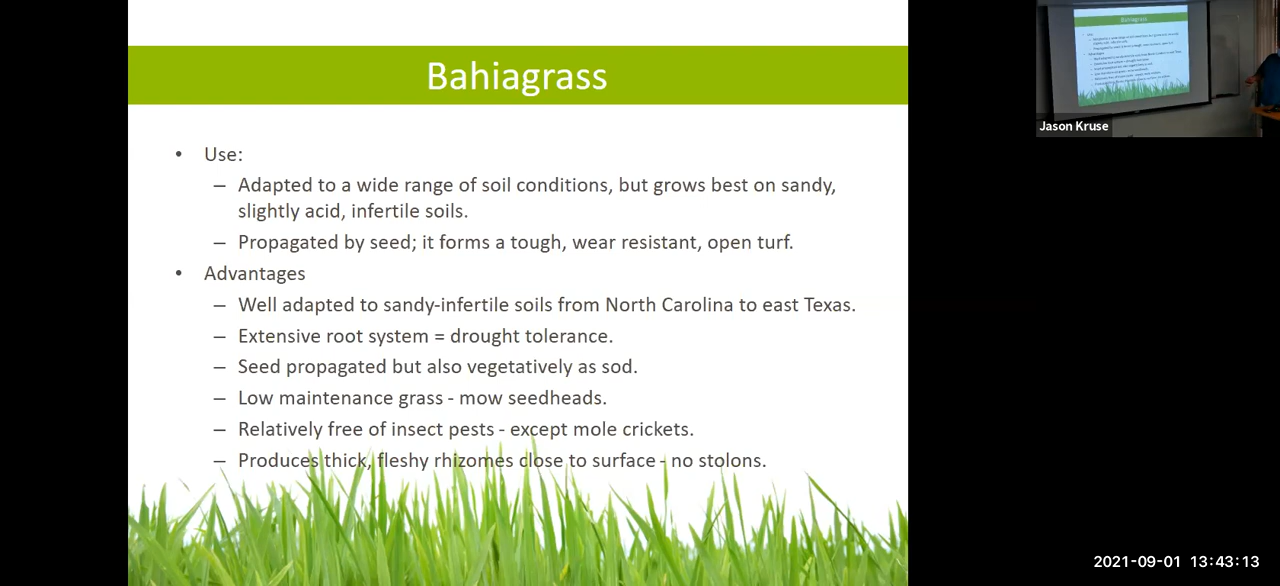 Bahiagrass
• Use:
– Adapted to a wide range of soil conditions, but grows best on sandy,
slightly acid, infertile soils.
– Propagated by seed; it forms a tough, wear resistant, open turf.
• Advantages
– Well adapted to sandy-infertile soils from North Carolina to east Texas.
– Extensive root system = drought tolerance.
– Seed propagated but also vegetatively as sod.
– Low maintenance grass - mow seedheads.
– Relatively free of insect pests - except mole crickets.
– Produces thick, fleshy rhizomes close to surface - no stolons.
Bahiagrass
Jason Kruse
2021-09-01 13:43:13